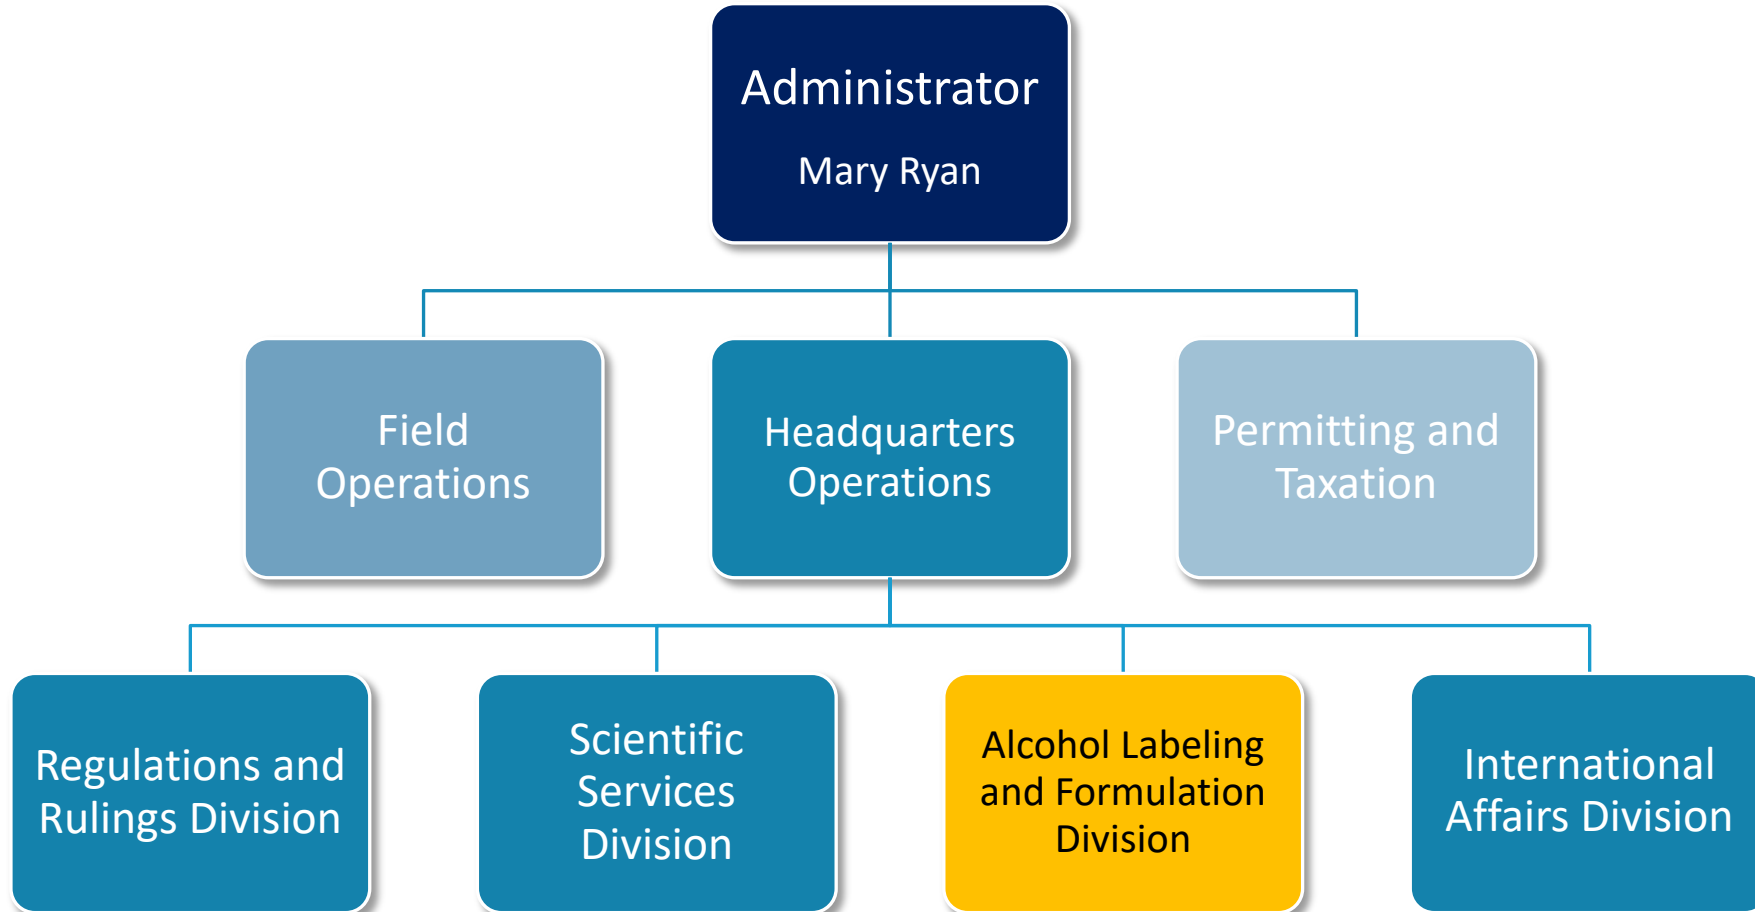 Administrator
Mary Ryan
Field
Operations
Headquarters
Operations
Permitting and
Taxation
Regulations and
Rulings Division
Scientific
Services
Division
Alcohol Labeling
and Formulation
Division
International
Affairs Division